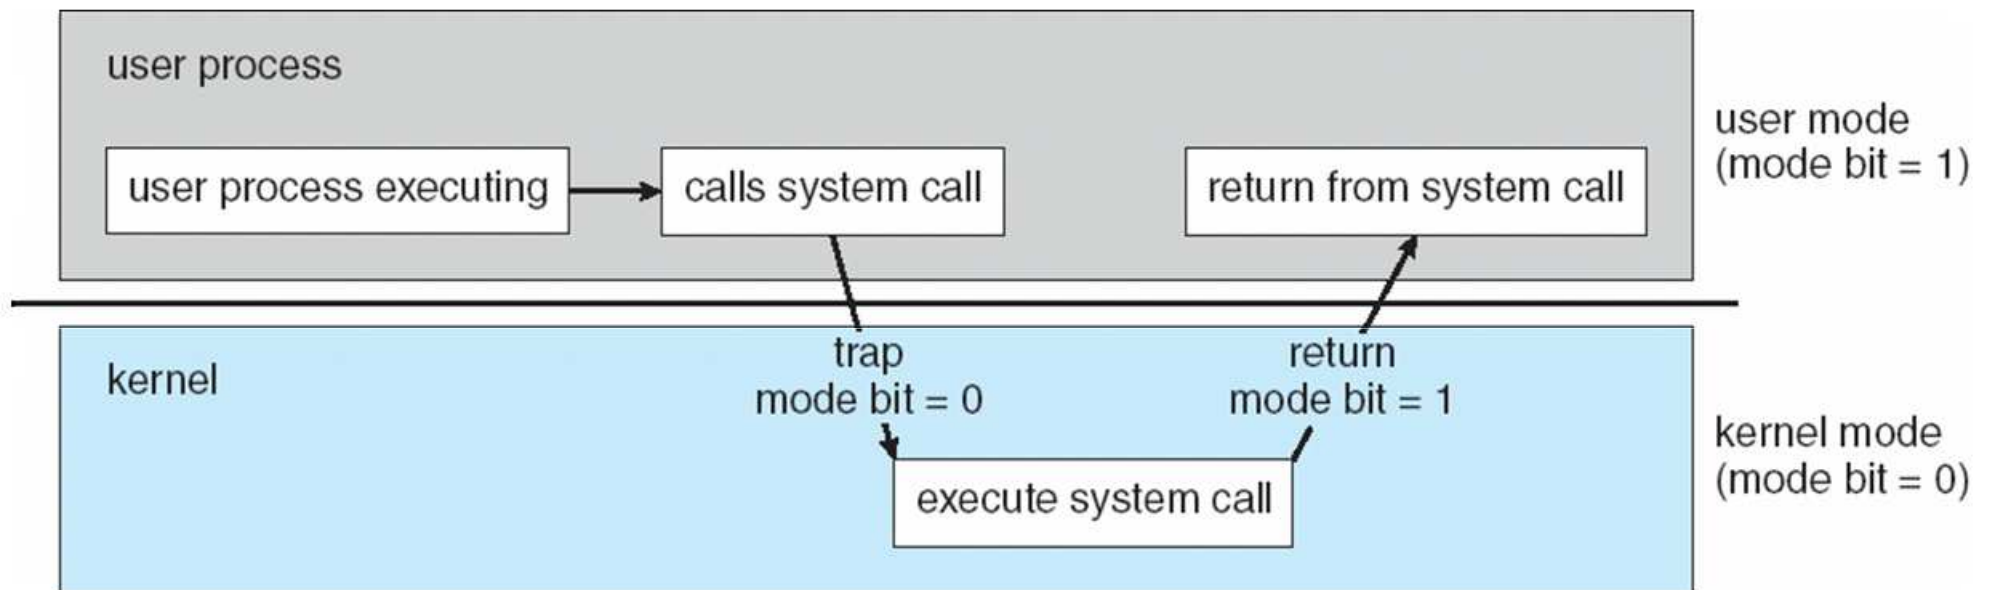 user process
user process executing
calls system call
return from system call
user mode
(mode bit = 1)
kernel
trap
mode bit = 0
return
mode bit = 1
execute system call
kernel mode
(mode bit = 0)